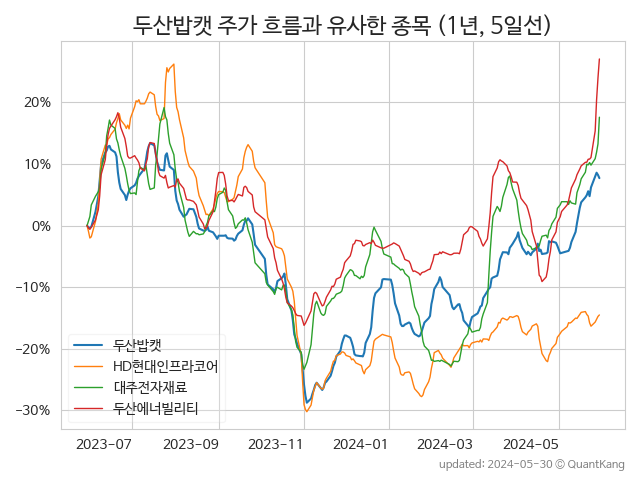 두산밥캣 주가 흐름과 유사한 종목 (1년, 5일선)
20%
10%
0%
−10%
−20%
−30%
두산밥캣
HD현대인프라코어
대주전자재료
두산에너빌리티
2023-07
2023-09
2023-11
2024-01
2024-03
2024-05
updated: 2024-05-30 © QuantKang